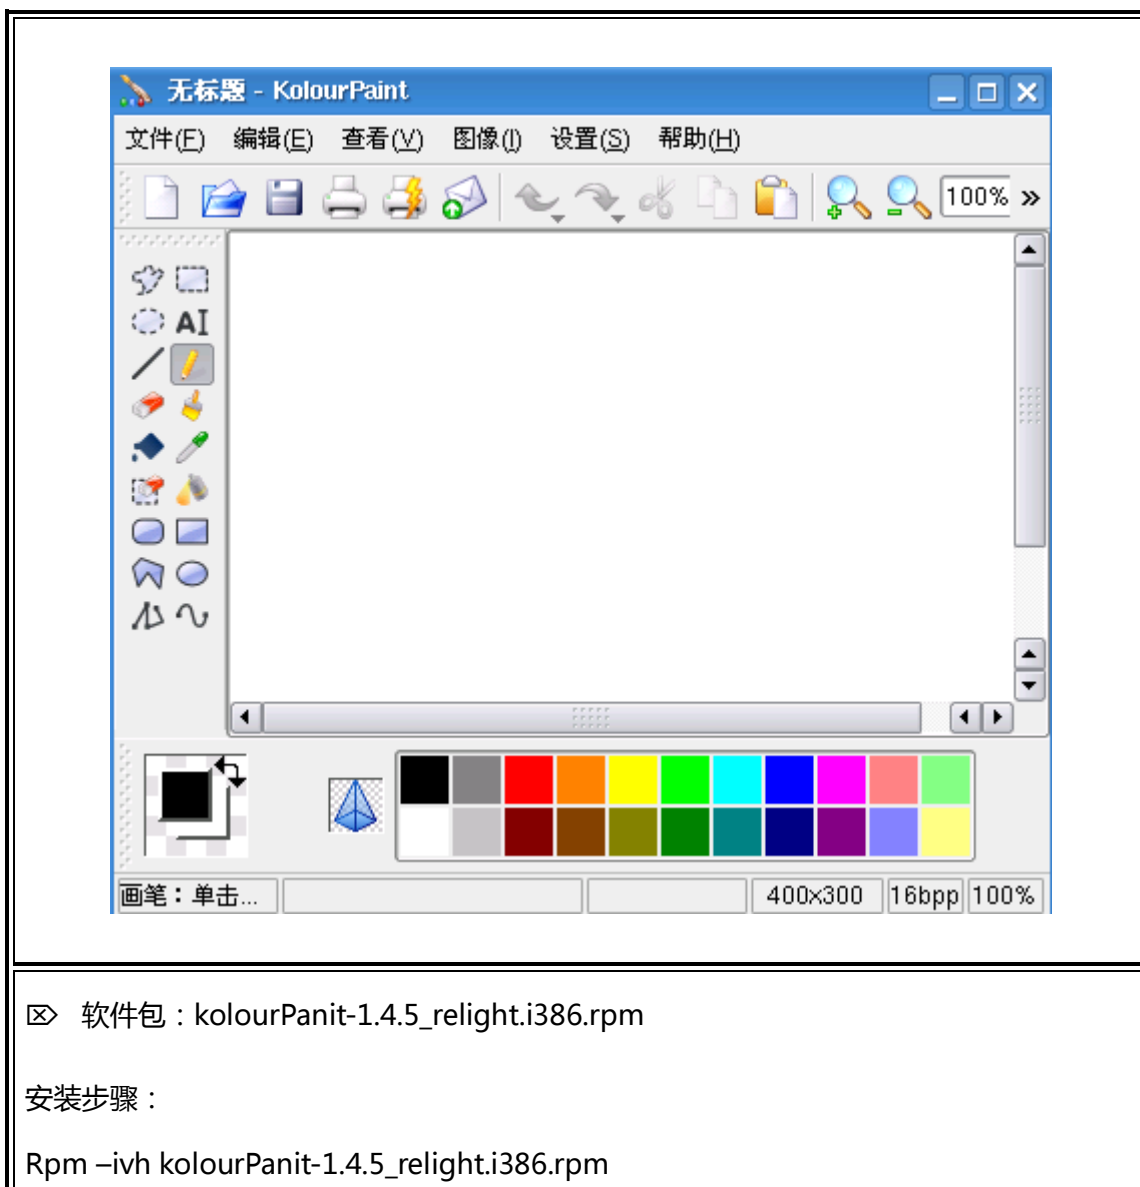 无标题 - KolourPaint
文件(F) 编辑(E) 查看(V) 图像(I) 设置(S) 帮助(H)
100% »
AI
画笔：单击... 400x300 16bpp 100%
软件包：kolourPanit-1.4.5_relight.i386.rpm
安装步骤：
Rpm –ivh kolourPanit-1.4.5_relight.i386.rpm